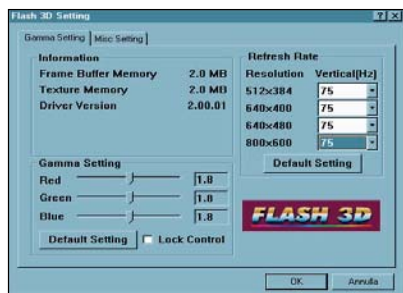 Flash 3D Setting
Gamma Setting
Misc Setting
Information
Frame Buffer Memory 2.0 MB
Texture Memory 2.0 MB
Driver Version 2.00.01
Refresh Rate
Resolution Vertical[Hz]
512x384 75
640x400 75
640x480 75
800x600 75
Default Setting
Gamma Setting
Red 1.8
Green 1.8
Blue 1.8
Default Setting
Lock Control
FLASH 3D
OK
Annulla